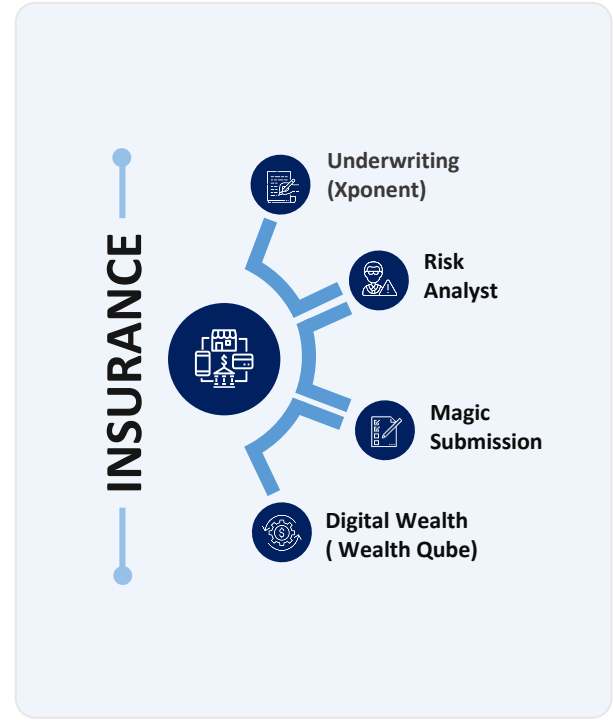 INSURANCE
Underwriting
(Xponent)
Risk
Analyst
Magic
Submission
Digital Wealth
( Wealth Qube)